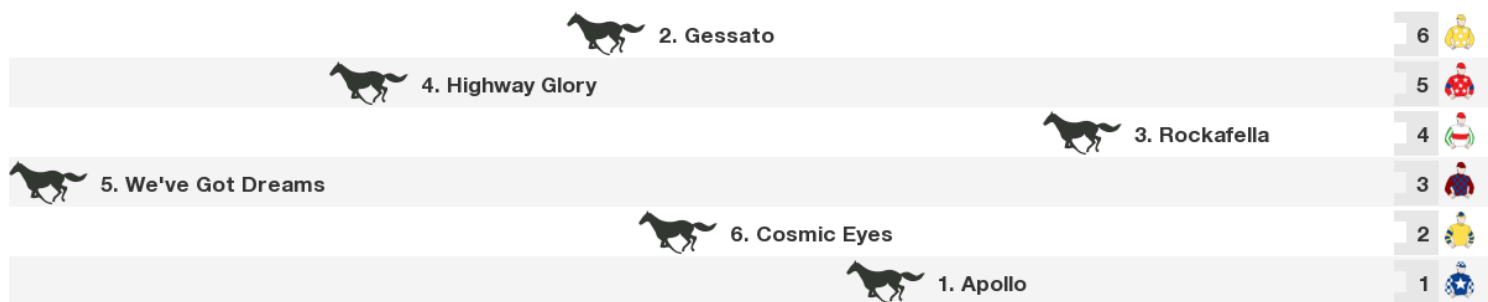 2. Gessato 6
4. Highway Glory 5
3. Rockafella 4
5. We've Got Dreams 3
6. Cosmic Eyes 2
1. Apollo 1